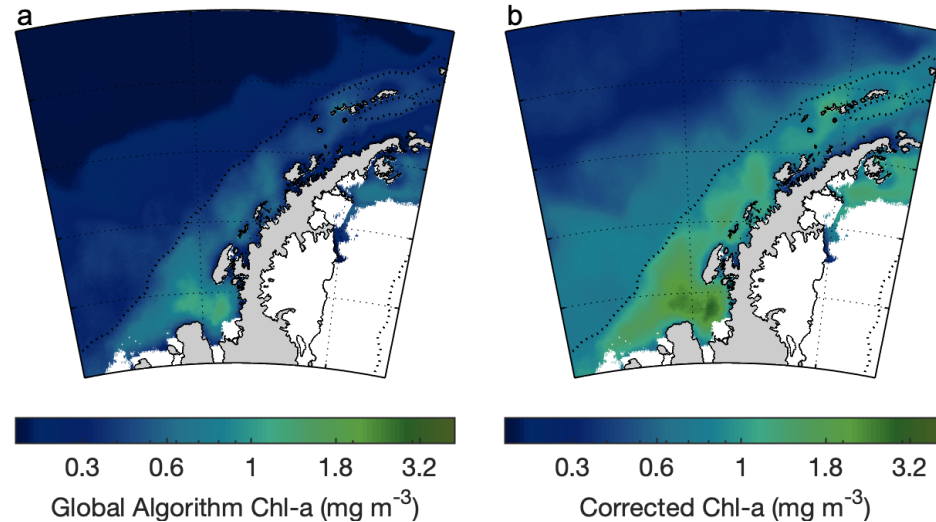 a b
0.3 0.6 1 1.8 3.2 0.3 0.6 1 1.8 3.2
Global Algorithm Chl-a (mg m⁻³) Corrected Chl-a (mg m⁻³)